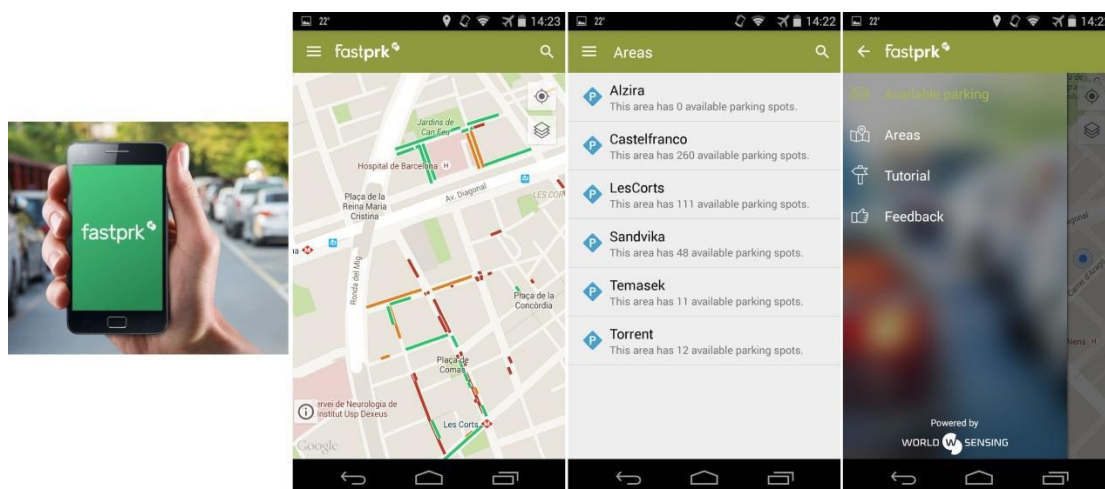 fastprk
22°
14:23
fastprk
Jardins de
Can Feu
Hospital de Barcelona
H
Av. Diagonal
LES COR
Plaça de la
Reina Maria
Cristina
Ronda del Mig
Plaça de la
Concòrdia
Plaça de
Comas
ervei de Neurologia de
Institut Usp Dexeus
Les Corts
Google
22°
14:22
Areas
P
Alzira
This area has 0 available parking spots.
P
Castelfranco
This area has 260 available parking spots.
P
LesCorts
This area has 111 available parking spots.
P
Sandvika
This area has 48 available parking spots.
P
Temasek
This area has 11 available parking spots.
P
Torrent
This area has 12 available parking spots.
22°
fastprk
Available parking
Areas
Tutorial
Feedback
Powered by
WORLD W SENSING